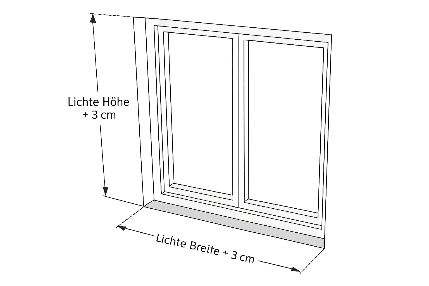 Lichte Höhe
+ 3 cm
Lichte Breite + 3 cm